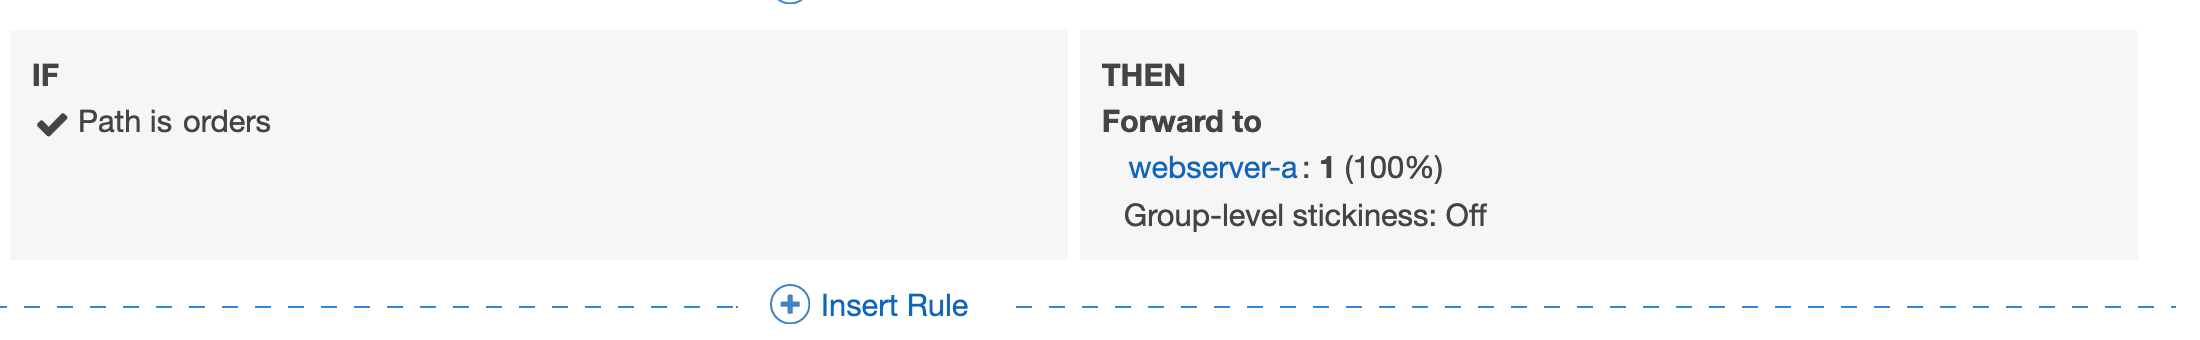 IF
Path is orders
THEN
Forward to
webserver-a: 1 (100%)
Group-level stickiness: Off
Insert Rule